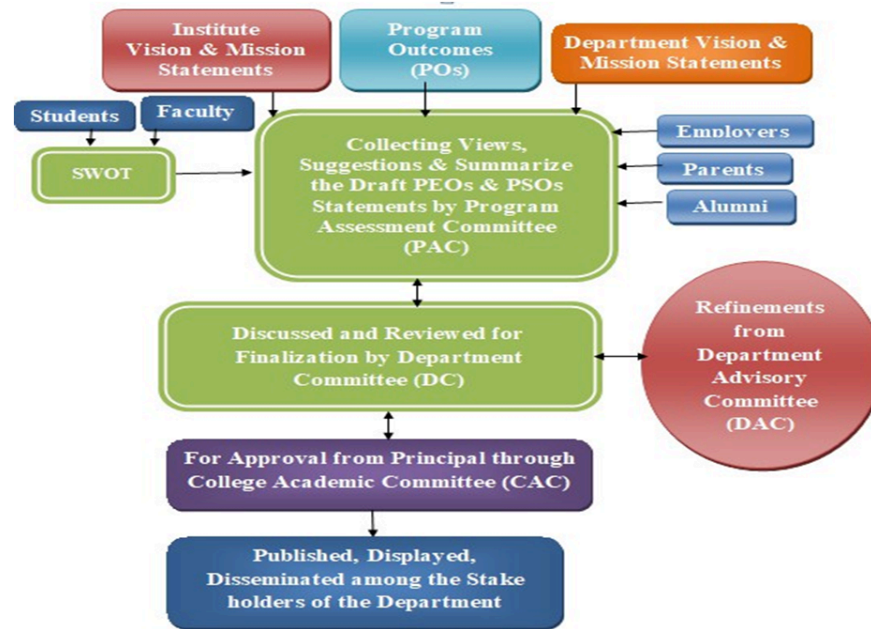 Institute
Vision & Mission
Statements
Program
Outcomes
(POs)
Department Vision &
Mission Statements
Students
Faculty
SWOT
Collecting Views,
Suggestions & Summarize
the Draft PEOs & PSOs
Statements by Program
Assessment Committee
(PAC)
Employers
Parents
Alumni
Discussed and Reviewed for
Finalization by Department
Committee (DC)
Refinements
from
Department
Advisory
Committee
(DAC)
For Approval from Principal through
College Academic Committee (CAC)
Published, Displayed,
Disseminated among the Stake
holders of the Department